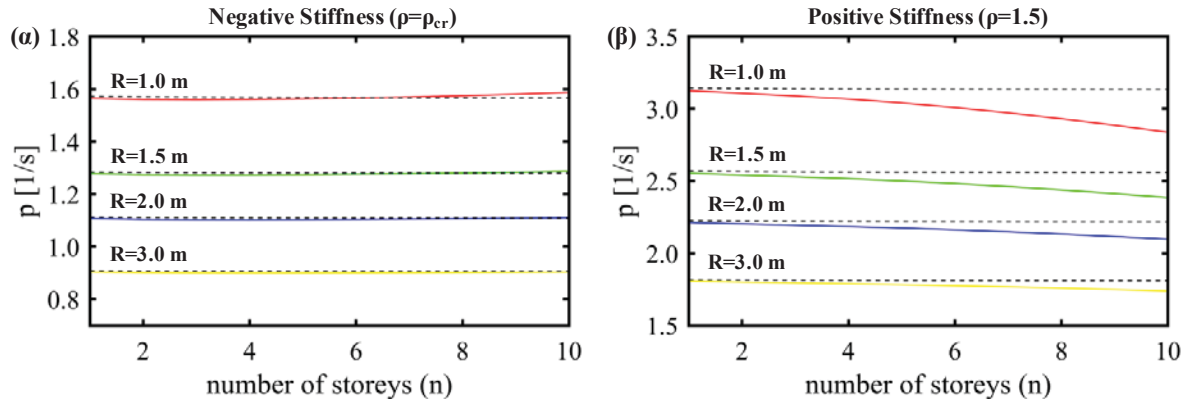 Negative Stiffness (ρ=ρcr)
(α)
1.8
1.6
1.4
1.2
1.0
0.8
p [1/s]
R=1.0 m
R=1.5 m
R=2.0 m
R=3.0 m
2 4 6 8 10
number of storeys (n)
Positive Stiffness (ρ=1.5)
(β)
3.5
3.0
2.5
2.0
1.5
p [1/s]
R=1.0 m
R=1.5 m
R=2.0 m
R=3.0 m
2 4 6 8 10
number of storeys (n)